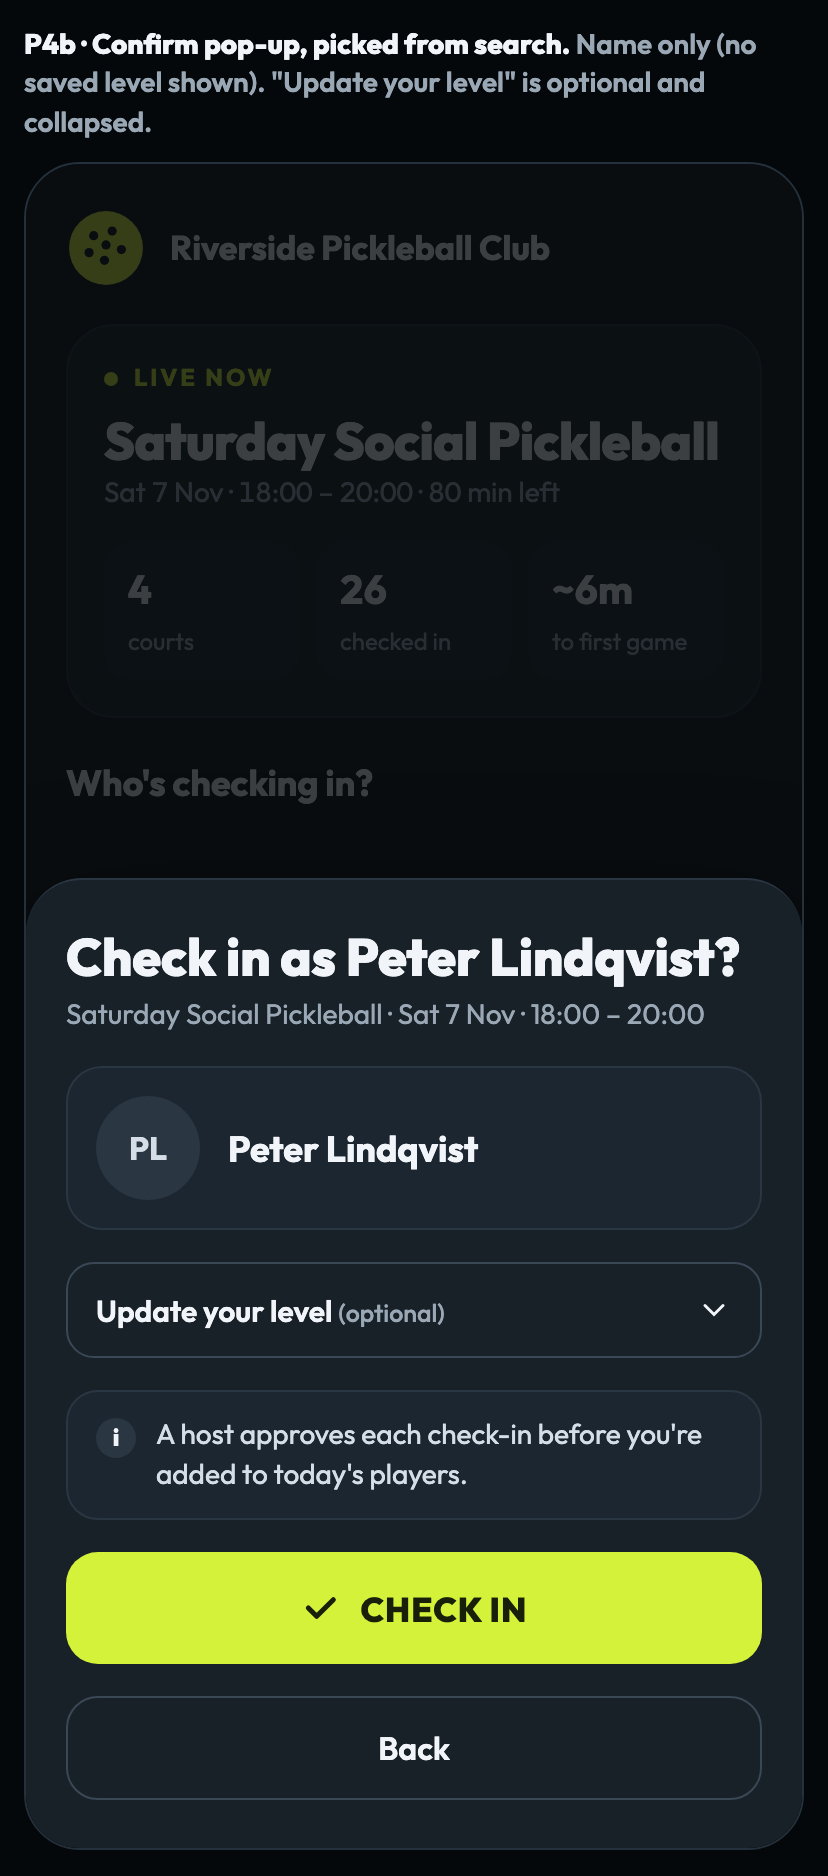 P4b · Confirm pop-up, picked from search. Name only (no
saved level shown). "Update your level" is optional and
collapsed.
Riverside Pickleball Club
LIVE NOW
Saturday Social Pickleball
Sat 7 Nov · 18:00 – 20:00 · 80 min left
4
courts
26
checked in
~6m
to first game
Who's checking in?
Check in as Peter Lindqvist?
Saturday Social Pickleball · Sat 7 Nov · 18:00 – 20:00
PL
Peter Lindqvist
Update your level (optional)
i
A host approves each check-in before you're
added to today's players.
CHECK IN
Back